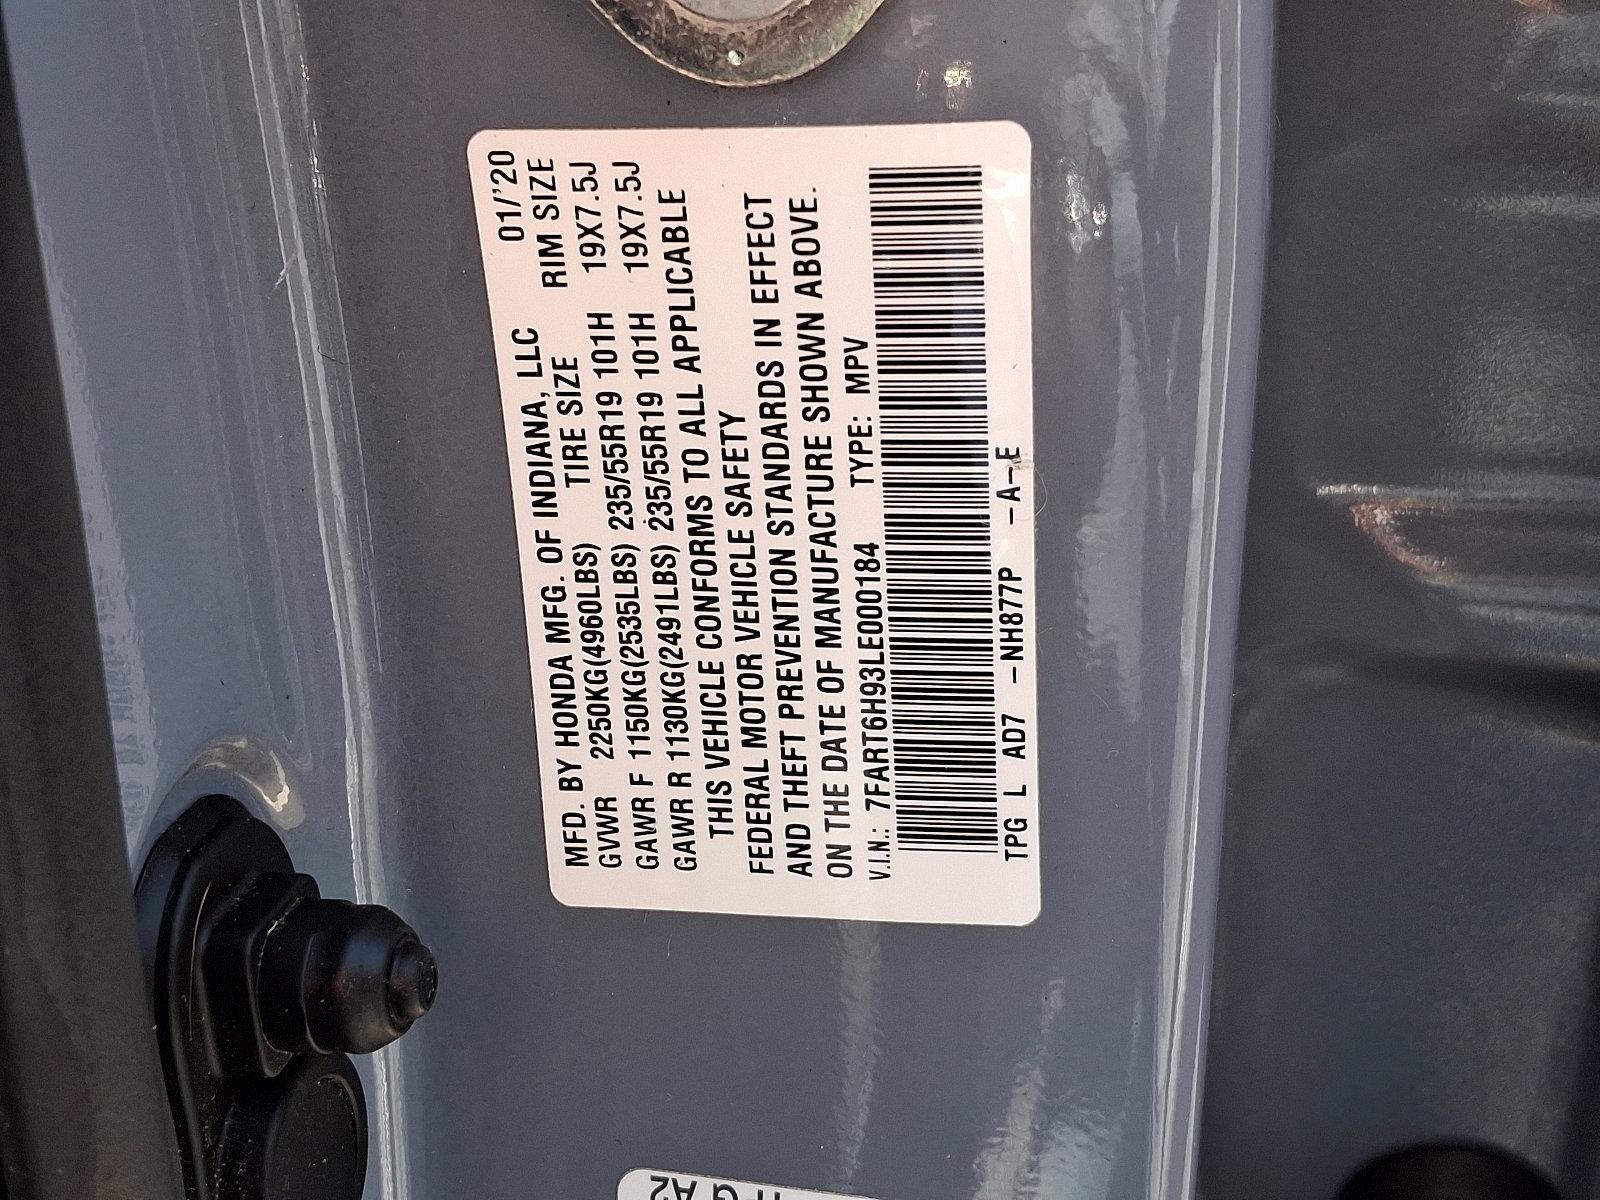 MFD. BY HONDA MFG. OF INDIANA, LLC 01/'20
GVWR 2250KG(4960LBS) TIRE SIZE RIM SIZE
GAWR F 1150KG(2535LBS) 235/55R19 101H 19X7.5J
GAWR R 1130KG(2491LBS) 235/55R19 101H 19X7.5J
THIS VEHICLE CONFORMS TO ALL APPLICABLE
FEDERAL MOTOR VEHICLE SAFETY
AND THEFT PREVENTION STANDARDS IN EFFECT
ON THE DATE OF MANUFACTURE SHOWN ABOVE.
V.I.N.: 7FART6H93LE000184 TYPE: MPV
TPG L AD7 -NH877P -A-E
A2